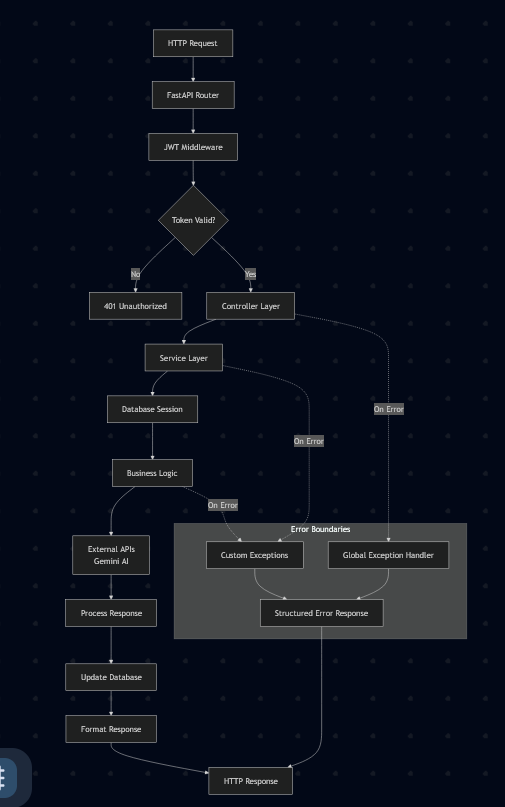 HTTP Request
FastAPI Router
JWT Middleware
Token Valid?
No
Yes
401 Unauthorized
Controller Layer
Service Layer
Database Session
On Error
On Error
Business Logic
On Error
Error Boundaries
External APIs
Gemini AI
Custom Exceptions
Global Exception Handler
Process Response
Structured Error Response
Update Database
Format Response
HTTP Response